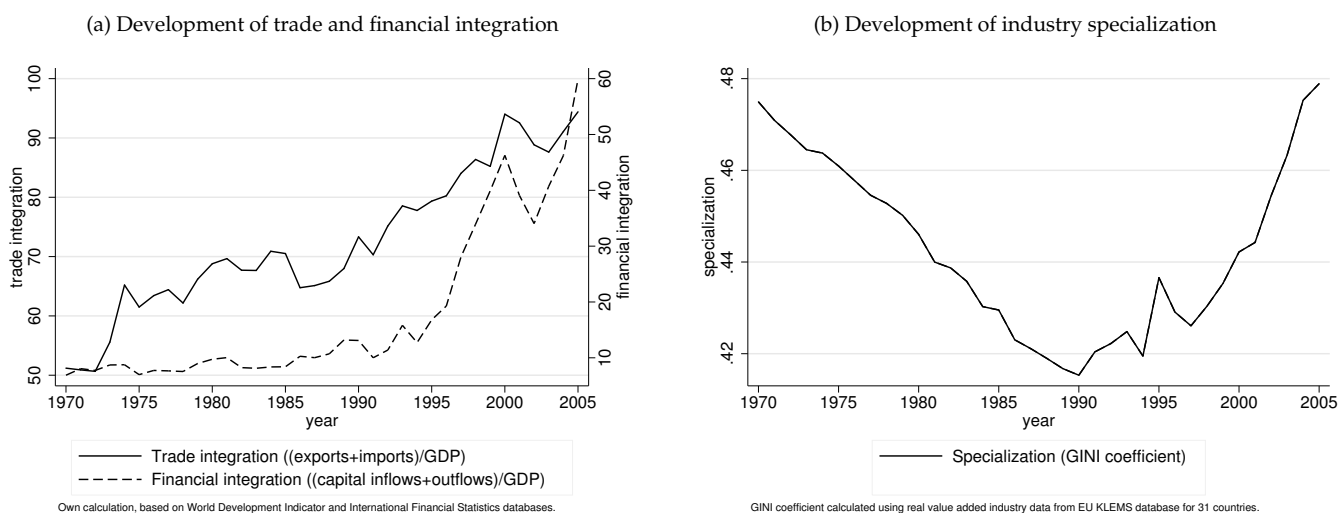 (a) Development of trade and financial integration
trade integration
50
60
70
80
90
100
financial integration
10
20
30
40
50
60
1970
1975
1980
1985
1990
1995
2000
2005
year
Trade integration ((exports+imports)/GDP)
Financial integration ((capital inflows+outflows)/GDP)
Own calculation, based on World Development Indicator and International Financial Statistics databases.
(b) Development of industry specialization
specialization
.42
.44
.46
.48
1970
1975
1980
1985
1990
1995
2000
2005
year
Specialization (GINI coefficient)
GINI coefficient calculated using real value added industry data from EU KLEMS database for 31 countries.